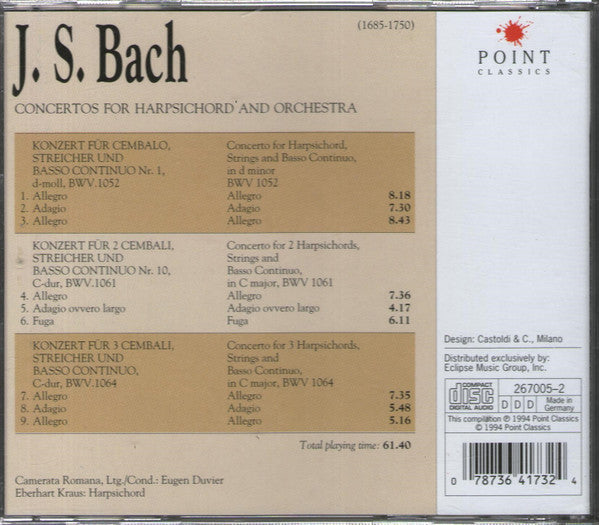 J. S. Bach
(1685-1750)
CONCERTOS FOR HARPSICHORD AND ORCHESTRA
KONZERT FÜR CEMBALO,
STREICHER UND
BASSO CONTINUO Nr. 1,
d-moll, BWV.1052
1. Allegro
2. Adagio
3. Allegro
Concerto for Harpsichord,
Strings and Basso Continuo,
in d minor
BWV 1052
Allegro 8.18
Adagio 7.30
Allegro 8.43
KONZERT FÜR 2 CEMBALI,
STREICHER UND
BASSO CONTINUO Nr. 10,
C-dur, BWV.1061
4. Allegro
5. Adagio ovvero largo
6. Fuga
Concerto for 2 Harpsichords,
Strings and
Basso Continuo,
in C major, BWV 1061
Allegro 7.36
Adagio ovvero largo 4.17
Fuga 6.11
KONZERT FÜR 3 CEMBALI,
STREICHER UND
BASSO CONTINUO,
C-dur, BWV.1064
7. Allegro
8. Adagio
9. Allegro
Concerto for 3 Harpsichords,
Strings and
Basso Continuo,
in C major, BWV 1064
Allegro 7.35
Adagio 5.48
Allegro 5.16
Total playing time: 61.40
Camerata Romana, Ltg./Cond.: Eugen Duvier
Eberhart Kraus: Harpsichord
POINT
CLASSICS
Design: Castoldi & C., Milano
Distributed exclusively by:
Eclipse Music Group, Inc.
COMPACT
disc
DIGITAL AUDIO
267005-2
D D D
Made in
Germany
This compilation ℗ 1994 Point Classics
© 1994 Point Classics
0 78736 41732 4